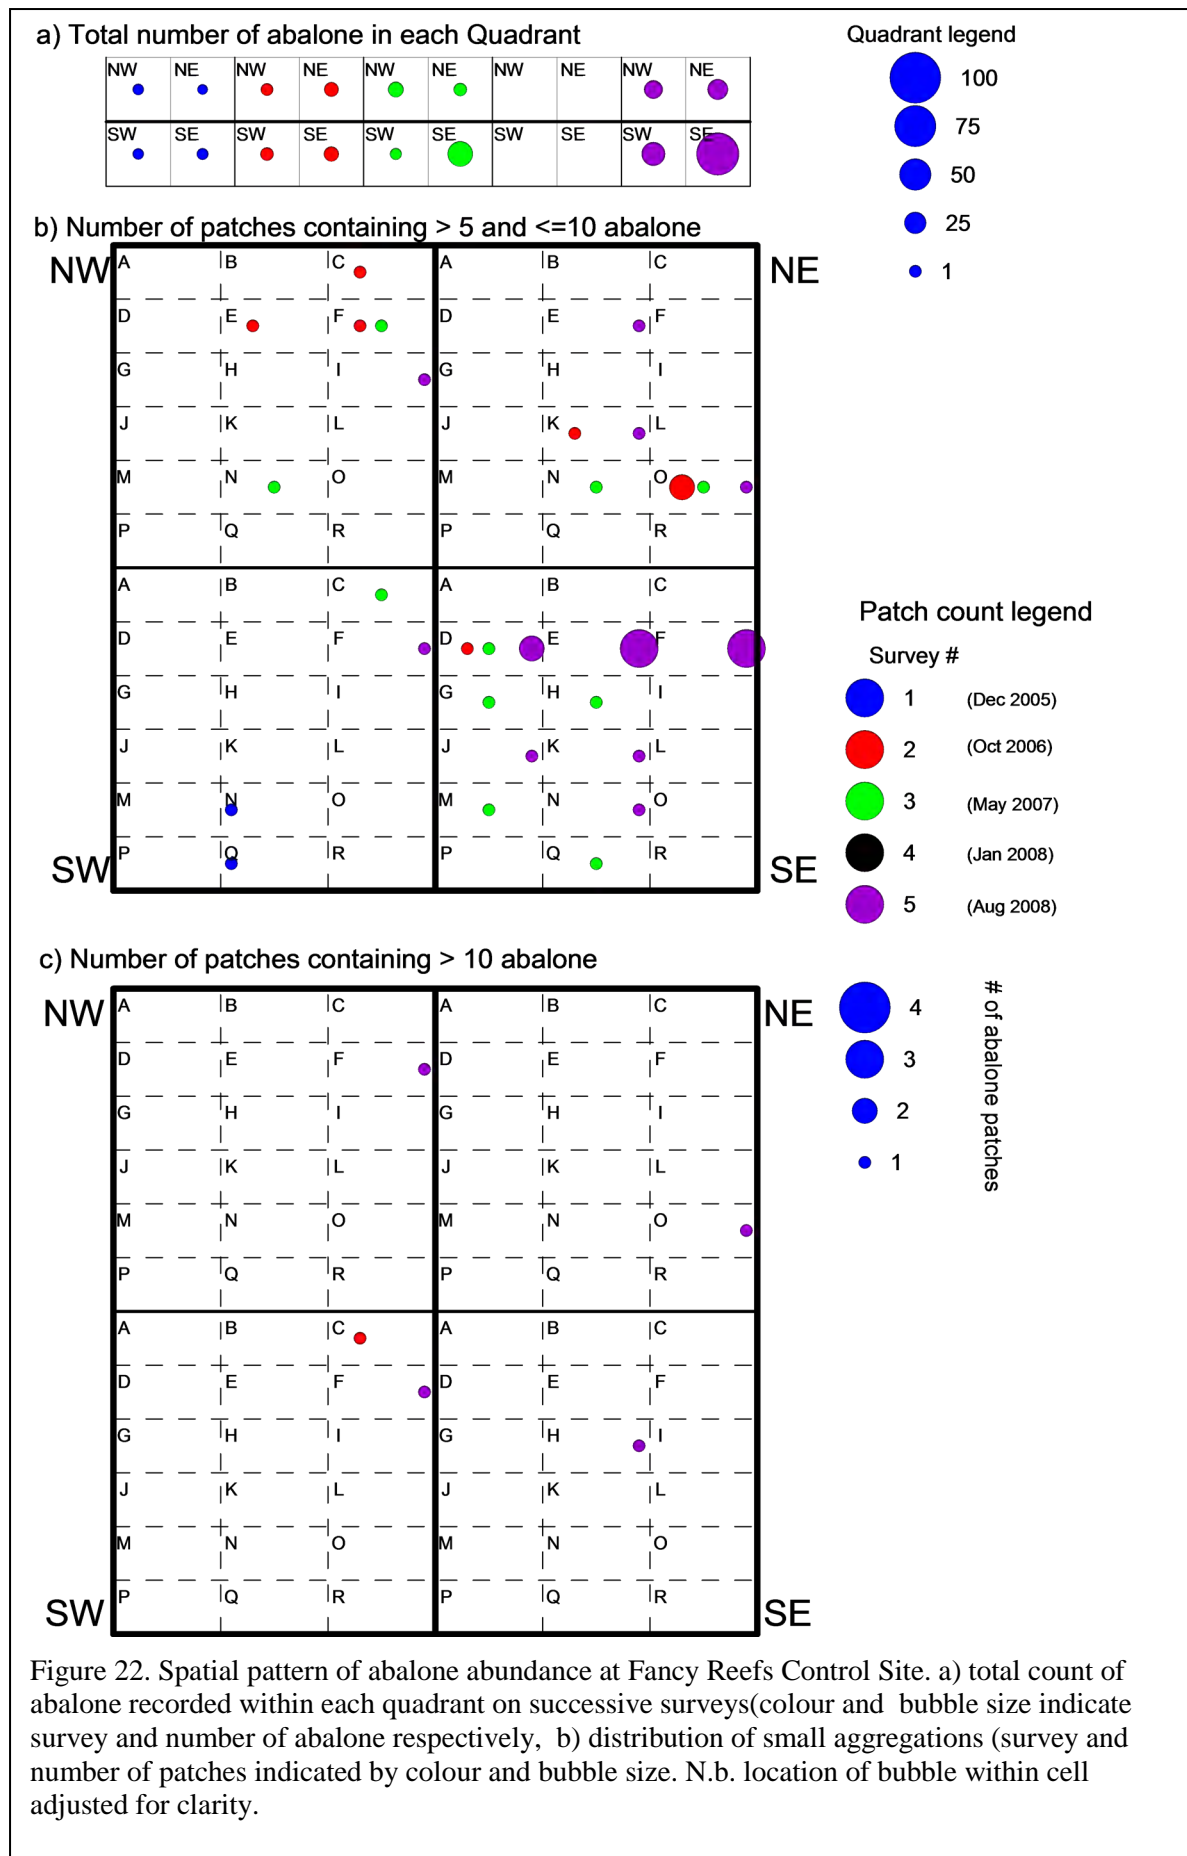 a) Total number of abalone in each Quadrant
Quadrant legend
NW NE NW NE NW NE NW NE NW NE
SW SE SW SE SW SE SW SE SW SE
100
75
50
25
1
b) Number of patches containing > 5 and <=10 abalone
NW NE
A B C A B C
D E F D E F
G H I G H I
J K L J K L
M N O M N O
P Q R P Q R
A B C A B C
D E F D E F
G H I G H I
J K L J K L
M N O M N O
P Q R P Q R
SW SE
Patch count legend
Survey #
1 (Dec 2005)
2 (Oct 2006)
3 (May 2007)
4 (Jan 2008)
5 (Aug 2008)
c) Number of patches containing > 10 abalone
NW NE
A B C A B C
D E F D E F
G H I G H I
J K L J K L
M N O M N O
P Q R P Q R
A B C A B C
D E F D E F
G H I G H I
J K L J K L
M N O M N O
P Q R P Q R
SW SE
4
3
2
1
# of abalone patches
Figure 22. Spatial pattern of abalone abundance at Fancy Reefs Control Site. a) total count of
abalone recorded within each quadrant on successive surveys(colour and  bubble size indicate
survey and number of abalone respectively,  b) distribution of small aggregations (survey and
number of patches indicated by colour and bubble size. N.b. location of bubble within cell
adjusted for clarity.